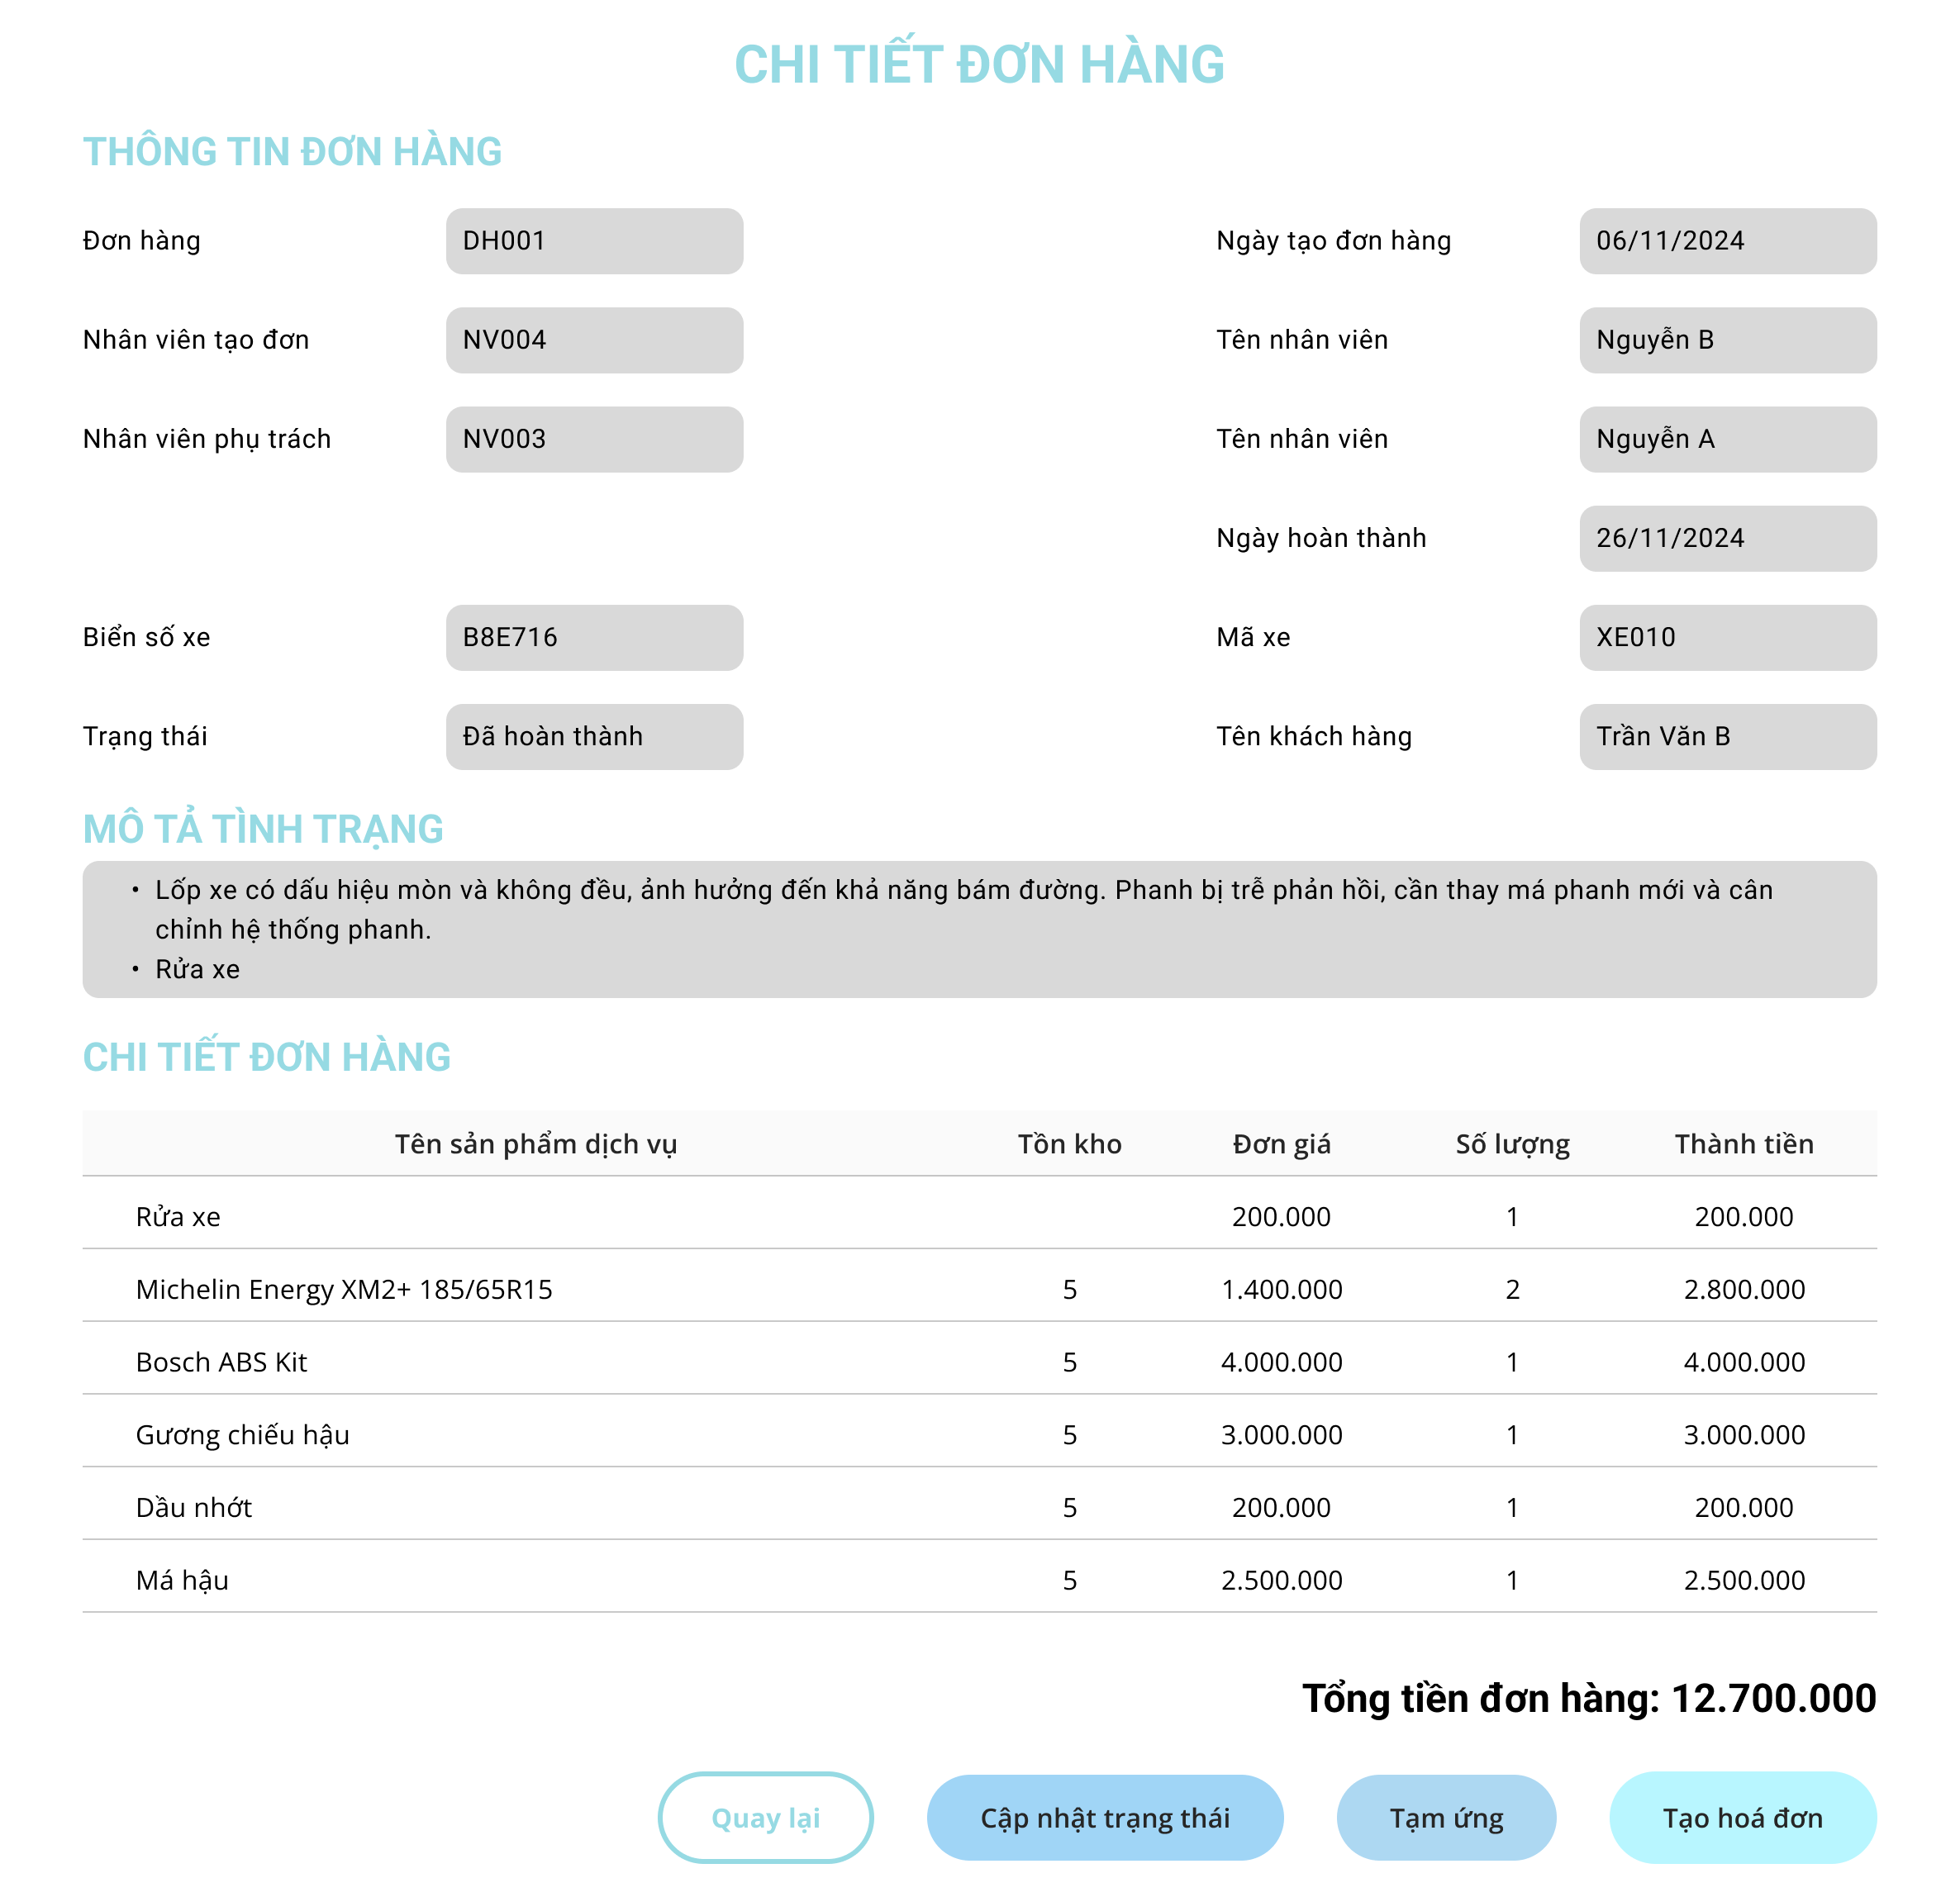 CHI TIẾT ĐƠN HÀNG
THÔNG TIN ĐƠN HÀNG
Đơn hàng DH001 Ngày tạo đơn hàng 06/11/2024
Nhân viên tạo đơn NV004 Tên nhân viên Nguyễn B
Nhân viên phụ trách NV003 Tên nhân viên Nguyễn A
Ngày hoàn thành 26/11/2024
Biển số xe B8E716 Mã xe XE010
Trạng thái Đã hoàn thành Tên khách hàng Trần Văn B
MÔ TẢ TÌNH TRẠNG
• Lốp xe có dấu hiệu mòn và không đều, ảnh hưởng đến khả năng bám đường. Phanh bị trễ phản hồi, cần thay má phanh mới và cân
chỉnh hệ thống phanh.
• Rửa xe
CHI TIẾT ĐƠN HÀNG
Tên sản phẩm dịch vụ Tồn kho Đơn giá Số lượng Thành tiền
Rửa xe 200.000 1 200.000
Michelin Energy XM2+ 185/65R15 5 1.400.000 2 2.800.000
Bosch ABS Kit 5 4.000.000 1 4.000.000
Gương chiếu hậu 5 3.000.000 1 3.000.000
Dầu nhớt 5 200.000 1 200.000
Má hậu 5 2.500.000 1 2.500.000
Tổng tiền đơn hàng: 12.700.000
Quay lại Cập nhật trạng thái Tạm ứng Tạo hoá đơn